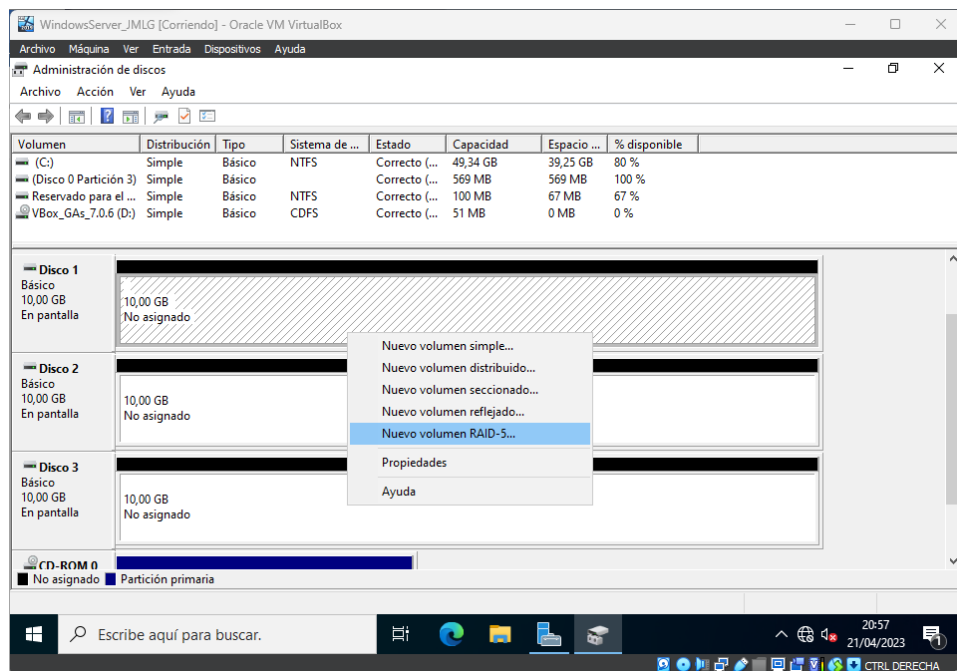 WindowsServer_JMLG [Corriendo] - Oracle VM VirtualBox
Archivo Máquina Ver Entrada Dispositivos Ayuda
Administración de discos
Archivo Acción Ver Ayuda
Volumen Distribución Tipo Sistema de ... Estado Capacidad Espacio ... % disponible
(C:) Simple Básico NTFS Correcto (... 49,34 GB 39,25 GB 80 %
(Disco 0 Partición 3) Simple Básico Correcto (... 569 MB 569 MB 100 %
Reservado para el ... Simple Básico NTFS Correcto (... 100 MB 67 MB 67 %
VBox_GAs_7.0.6 (D:) Simple Básico CDFS Correcto (... 51 MB 0 MB 0 %
Disco 1
Básico
10,00 GB
En pantalla
10,00 GB
No asignado
Nuevo volumen simple...
Nuevo volumen distribuido...
Nuevo volumen seccionado...
Nuevo volumen reflejado...
Nuevo volumen RAID-5...
Propiedades
Ayuda
Disco 2
Básico
10,00 GB
En pantalla
10,00 GB
No asignado
Disco 3
Básico
10,00 GB
En pantalla
10,00 GB
No asignado
CD-ROM 0
No asignado Partición primaria
Escribe aquí para buscar.
20:57
21/04/2023
1
CTRL DERECHA